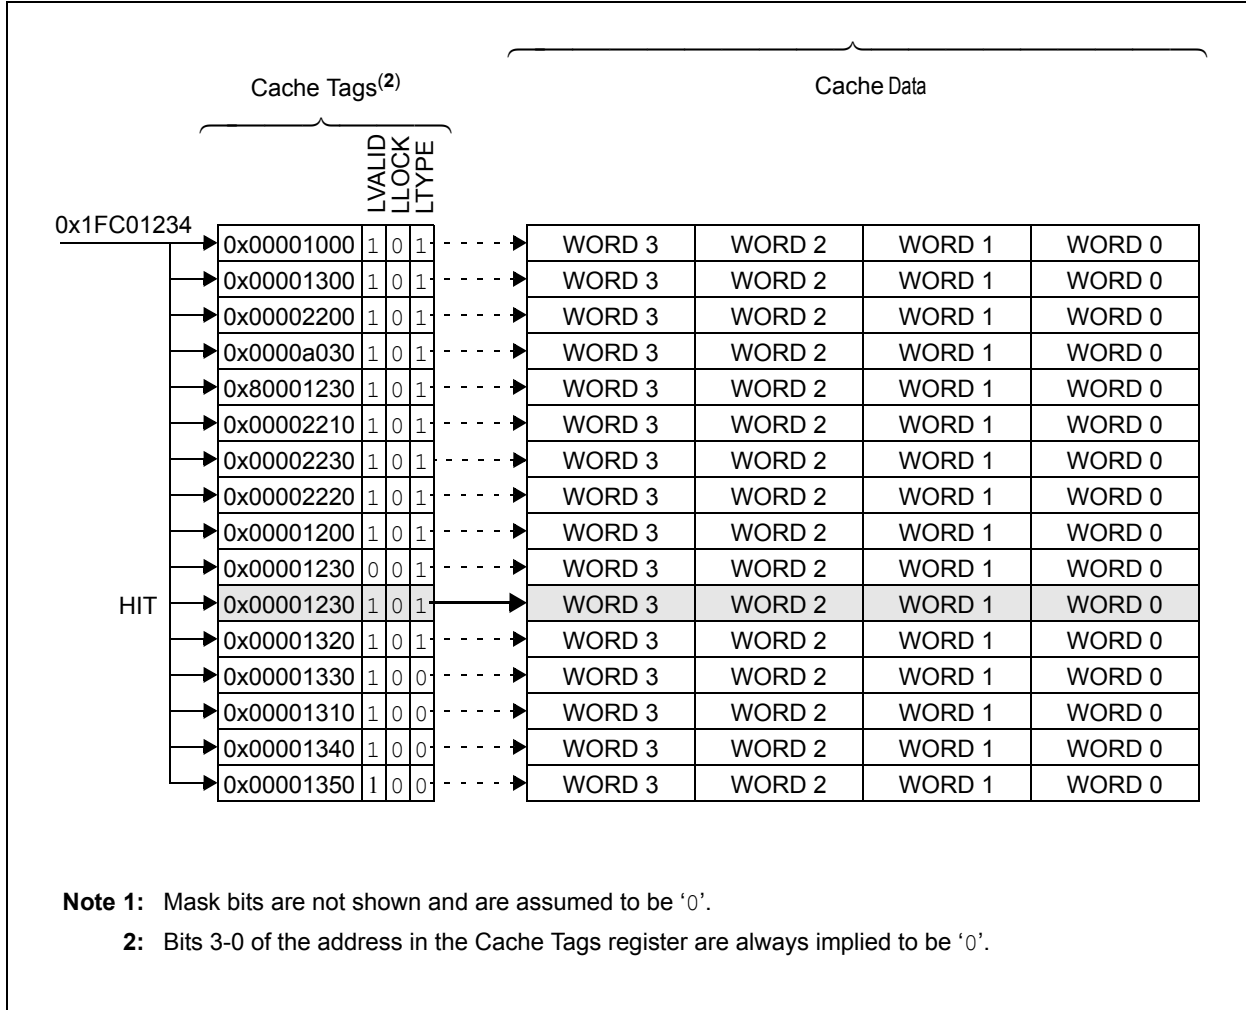 Cache Tags(2)
Cache Data
LVALID
LLOCK
LTYPE
0x1FC01234
0x00001000 1 0 1 WORD 3 WORD 2 WORD 1 WORD 0
0x00001300 1 0 1 WORD 3 WORD 2 WORD 1 WORD 0
0x00002200 1 0 1 WORD 3 WORD 2 WORD 1 WORD 0
0x0000a030 1 0 1 WORD 3 WORD 2 WORD 1 WORD 0
0x80001230 1 0 1 WORD 3 WORD 2 WORD 1 WORD 0
0x00002210 1 0 1 WORD 3 WORD 2 WORD 1 WORD 0
0x00002230 1 0 1 WORD 3 WORD 2 WORD 1 WORD 0
0x00002220 1 0 1 WORD 3 WORD 2 WORD 1 WORD 0
0x00001200 1 0 1 WORD 3 WORD 2 WORD 1 WORD 0
0x00001230 0 0 1 WORD 3 WORD 2 WORD 1 WORD 0
HIT 0x00001230 1 0 1 WORD 3 WORD 2 WORD 1 WORD 0
0x00001320 1 0 1 WORD 3 WORD 2 WORD 1 WORD 0
0x00001330 1 0 0 WORD 3 WORD 2 WORD 1 WORD 0
0x00001310 1 0 0 WORD 3 WORD 2 WORD 1 WORD 0
0x00001340 1 0 0 WORD 3 WORD 2 WORD 1 WORD 0
0x00001350 1 0 0 WORD 3 WORD 2 WORD 1 WORD 0
Note 1: Mask bits are not shown and are assumed to be ‘0’.
2: Bits 3-0 of the address in the Cache Tags register are always implied to be ‘0’.